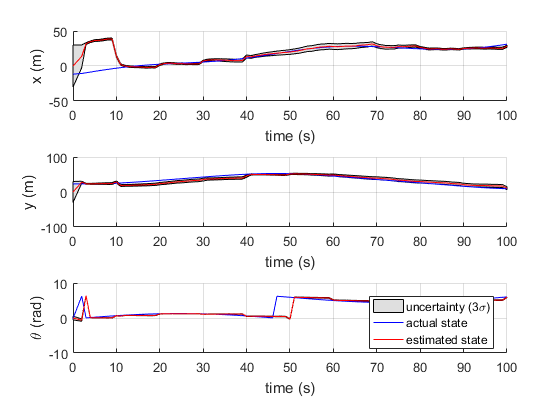 50
0
-50
x (m)
0 10 20 30 40 50 60 70 80 90 100
time (s)
100
0
-100
y (m)
0 10 20 30 40 50 60 70 80 90 100
time (s)
10
0
-10
θ (rad)
uncertainty (3σ)
actual state
estimated state
0 10 20 30 40 50 60 70 80 90 100
time (s)